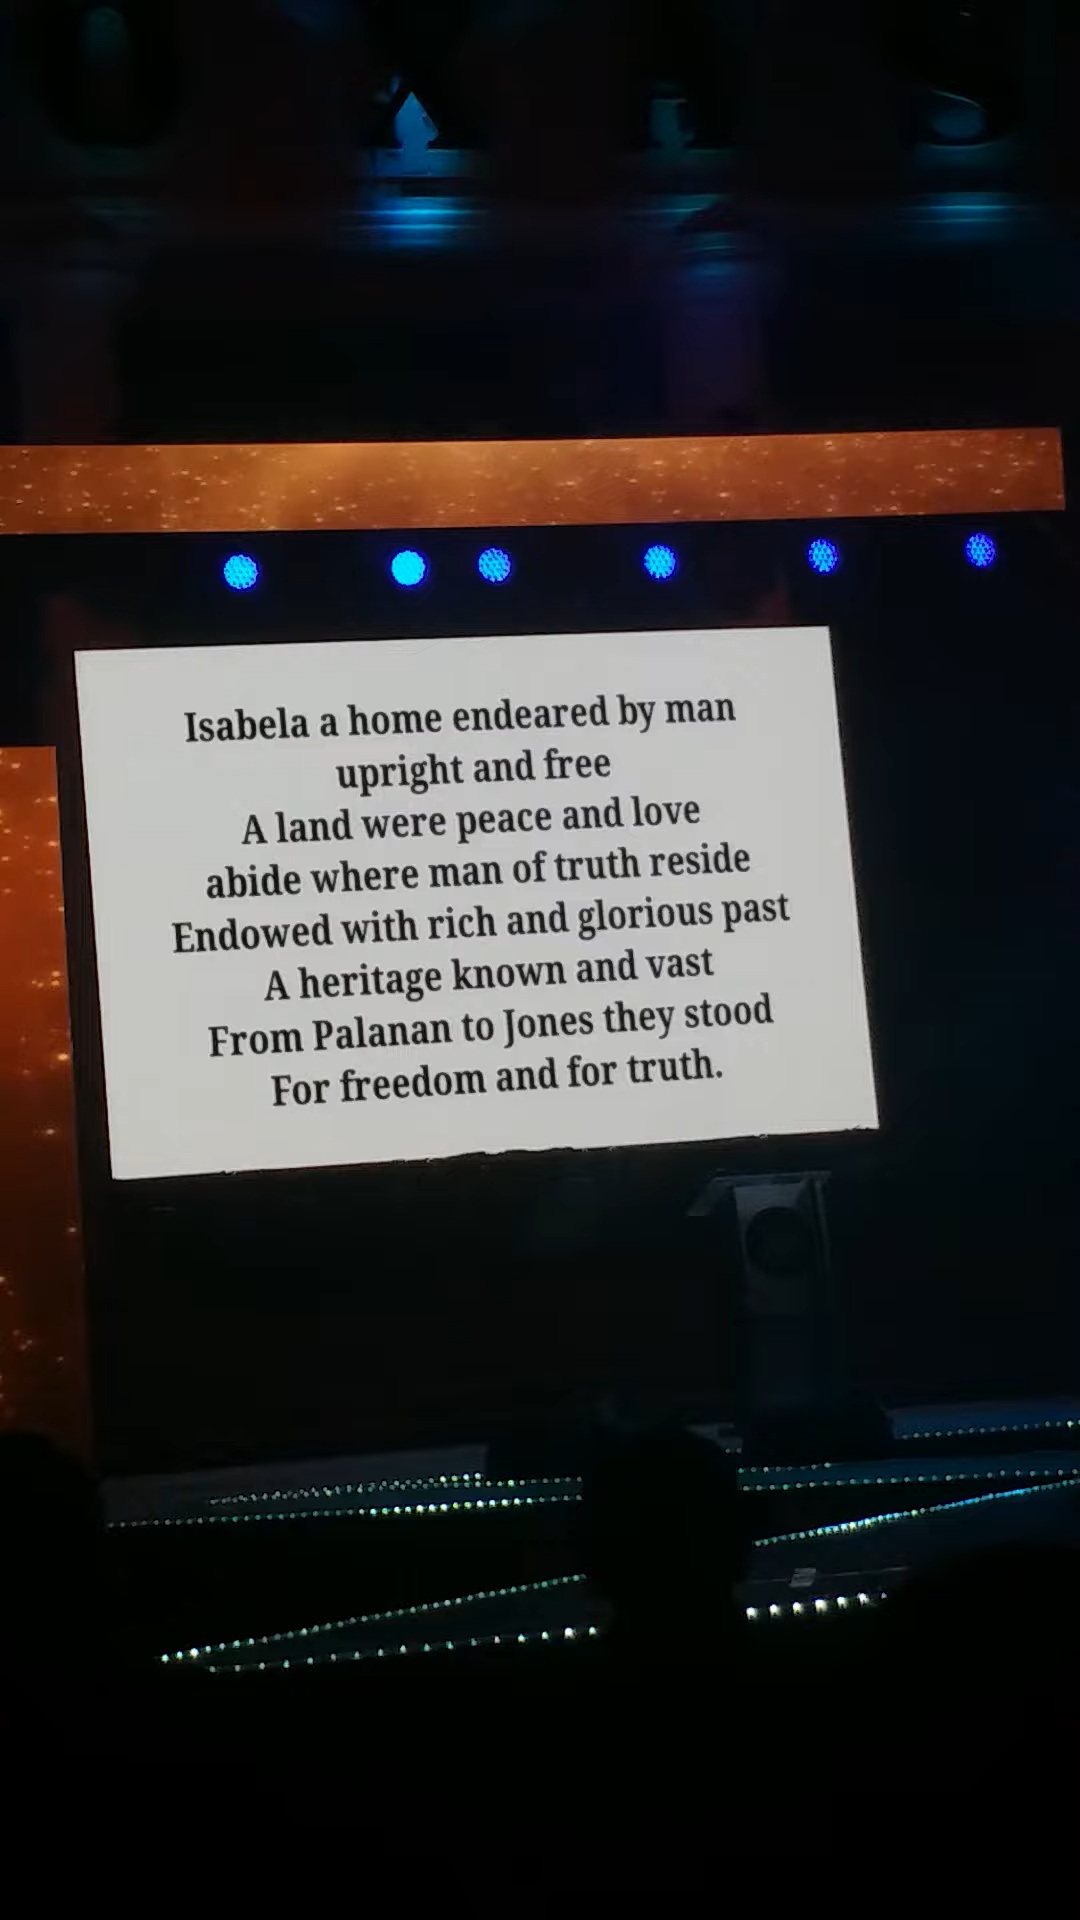 Isabela a home endeared by man
upright and free
A land were peace and love
abide where man of truth reside
Endowed with rich and glorious past
A heritage known and vast
From Palanan to Jones they stood
For freedom and for truth.